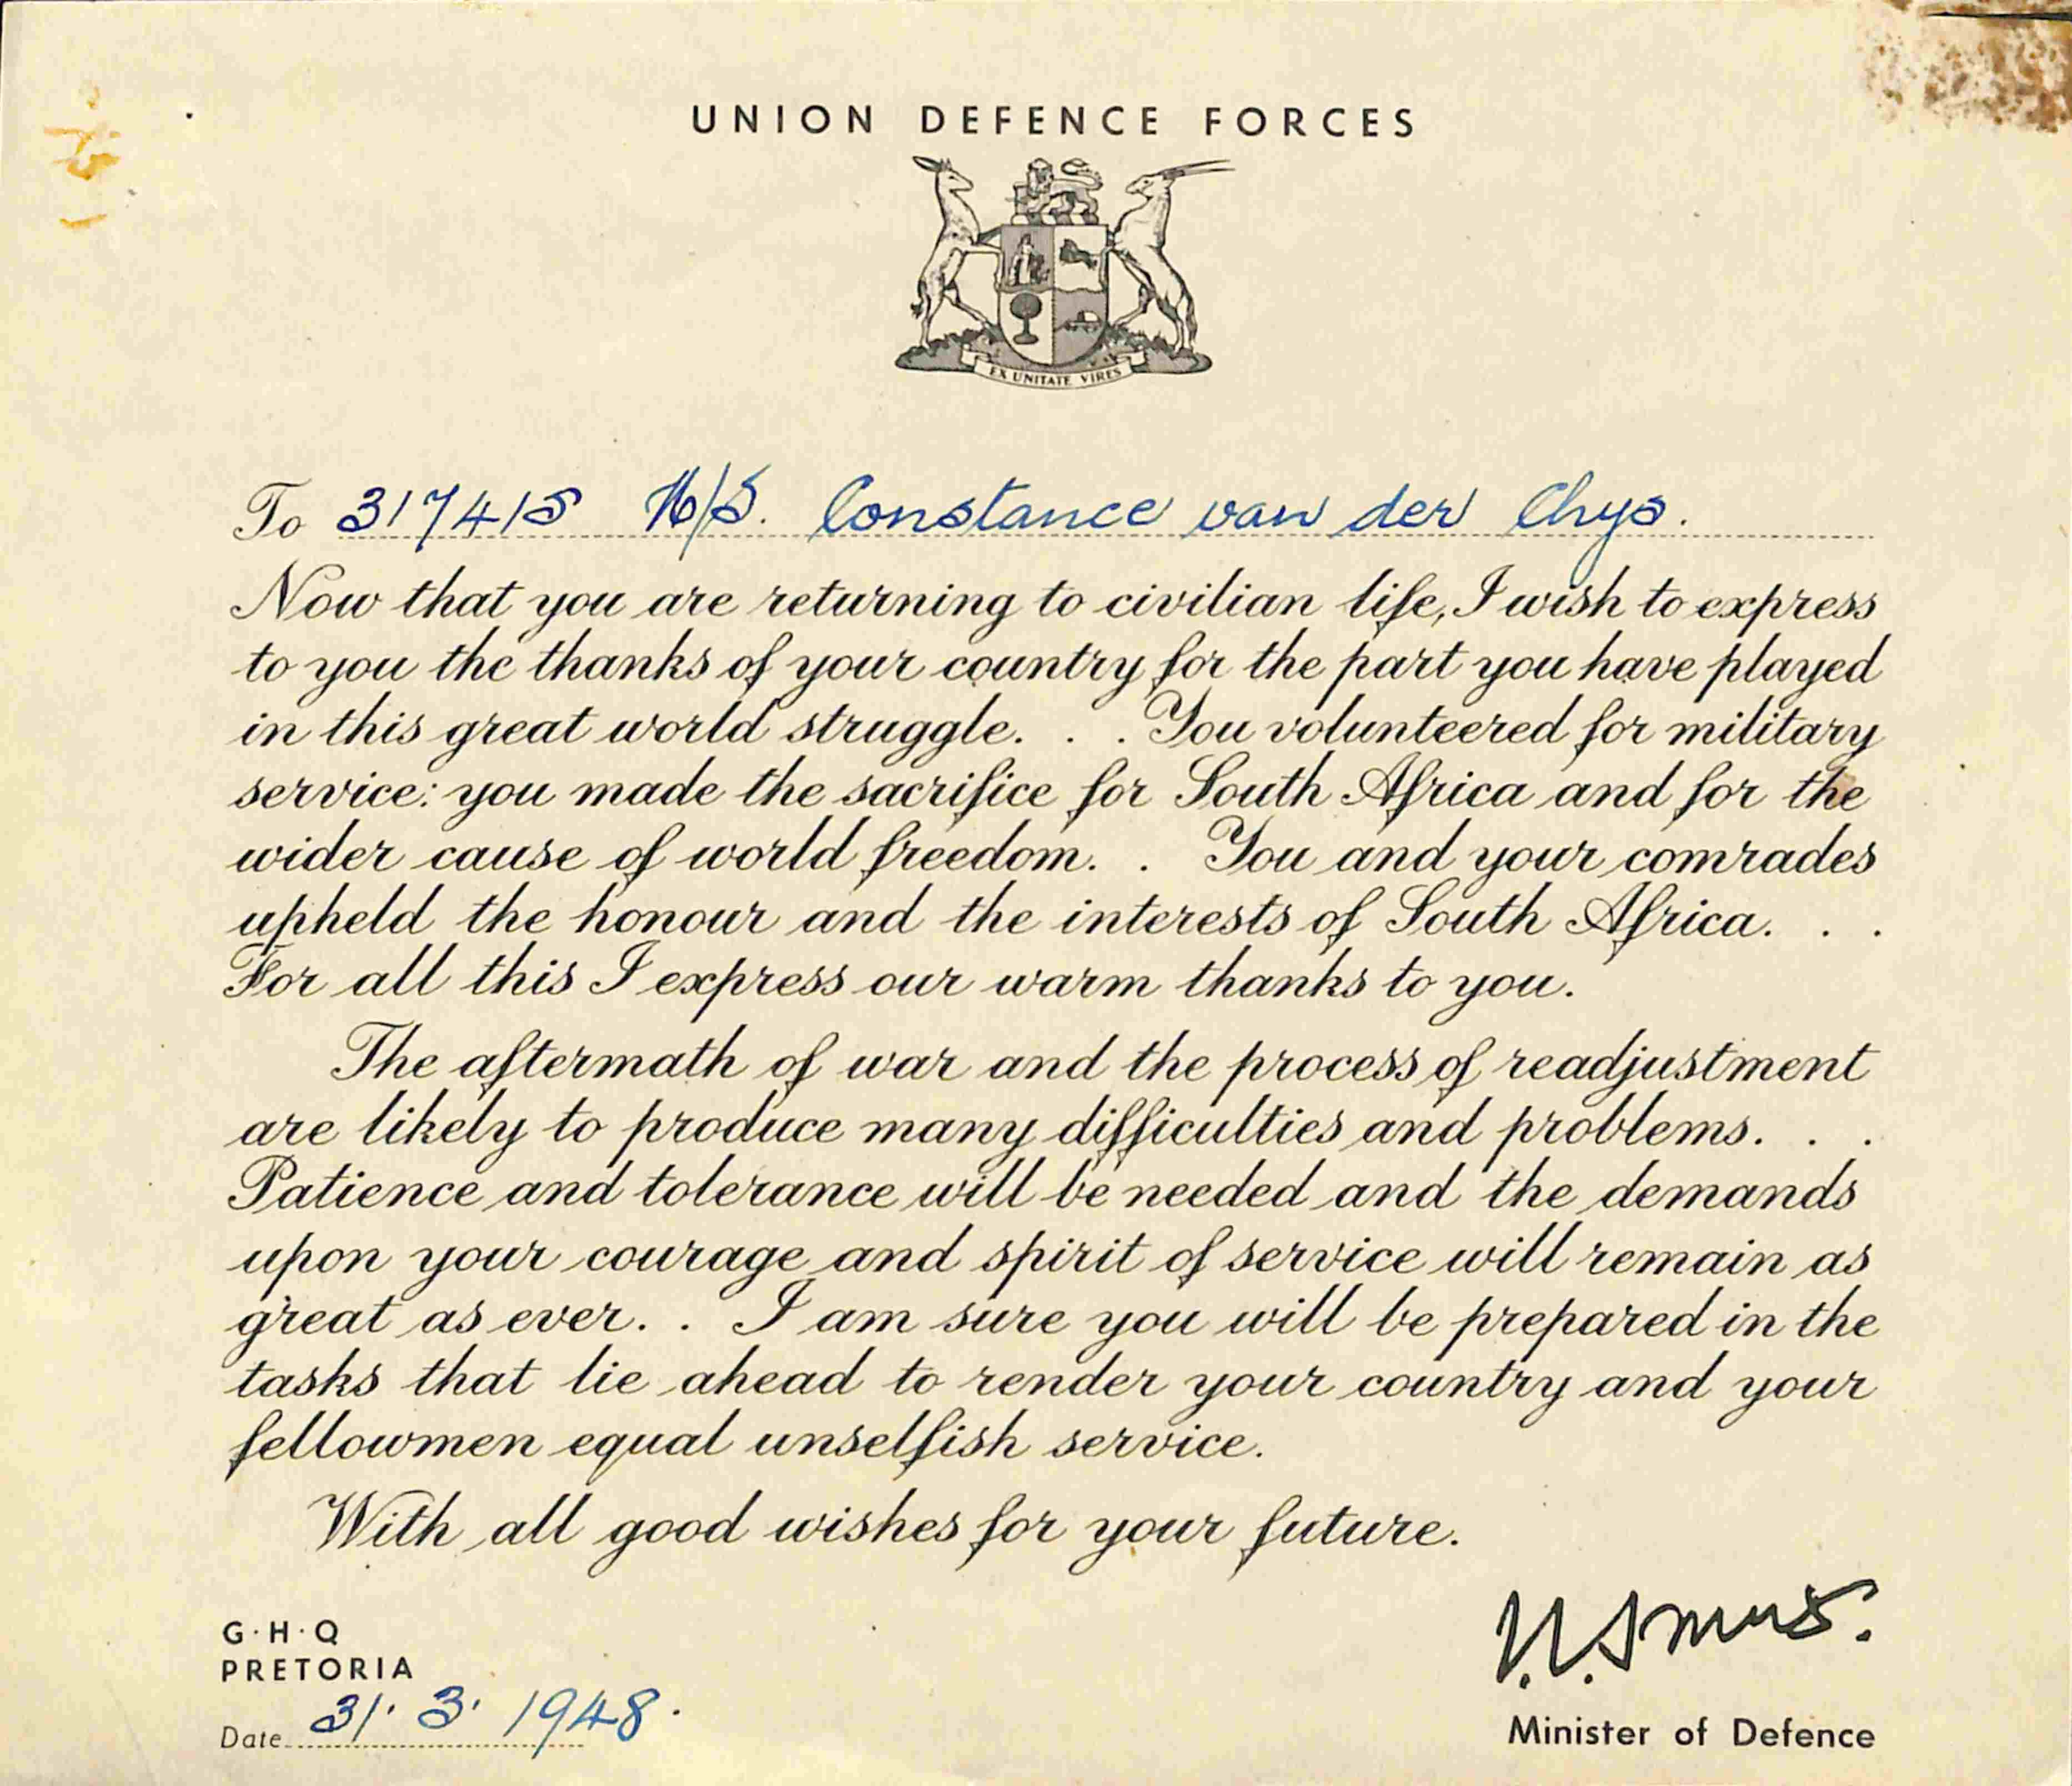 UNION DEFENCE FORCES
EX UNITATE VIRES
To 317415 N/S. Constance van der Chys.
Now that you are returning to civilian life, I wish to express
to you the thanks of your country for the part you have played
in this great world struggle. . . You volunteered for military
service: you made the sacrifice for South Africa and for the
wider cause of world freedom. . You and your comrades
upheld the honour and the interests of South Africa. . .
For all this I express our warm thanks to you.
The aftermath of war and the process of readjustment
are likely to produce many difficulties and problems. . .
Patience and tolerance will be needed and the demands
upon your courage and spirit of service will remain as
great as ever. . I am sure you will be prepared in the
tasks that lie ahead to render your country and your
fellowmen equal unselfish service.
With all good wishes for your future.
G·H·Q
PRETORIA
Date 31. 3. 1948.
Minister of Defence